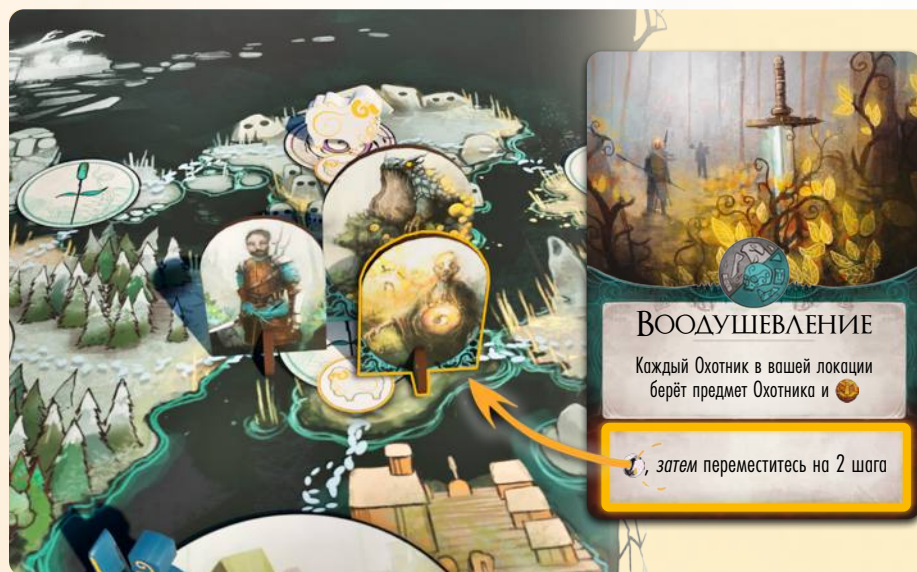 ВООДУШЕВЛЕНИЕ
Каждый Охотник в вашей локации
берёт предмет Охотника и
, затем переместитесь на 2 шага